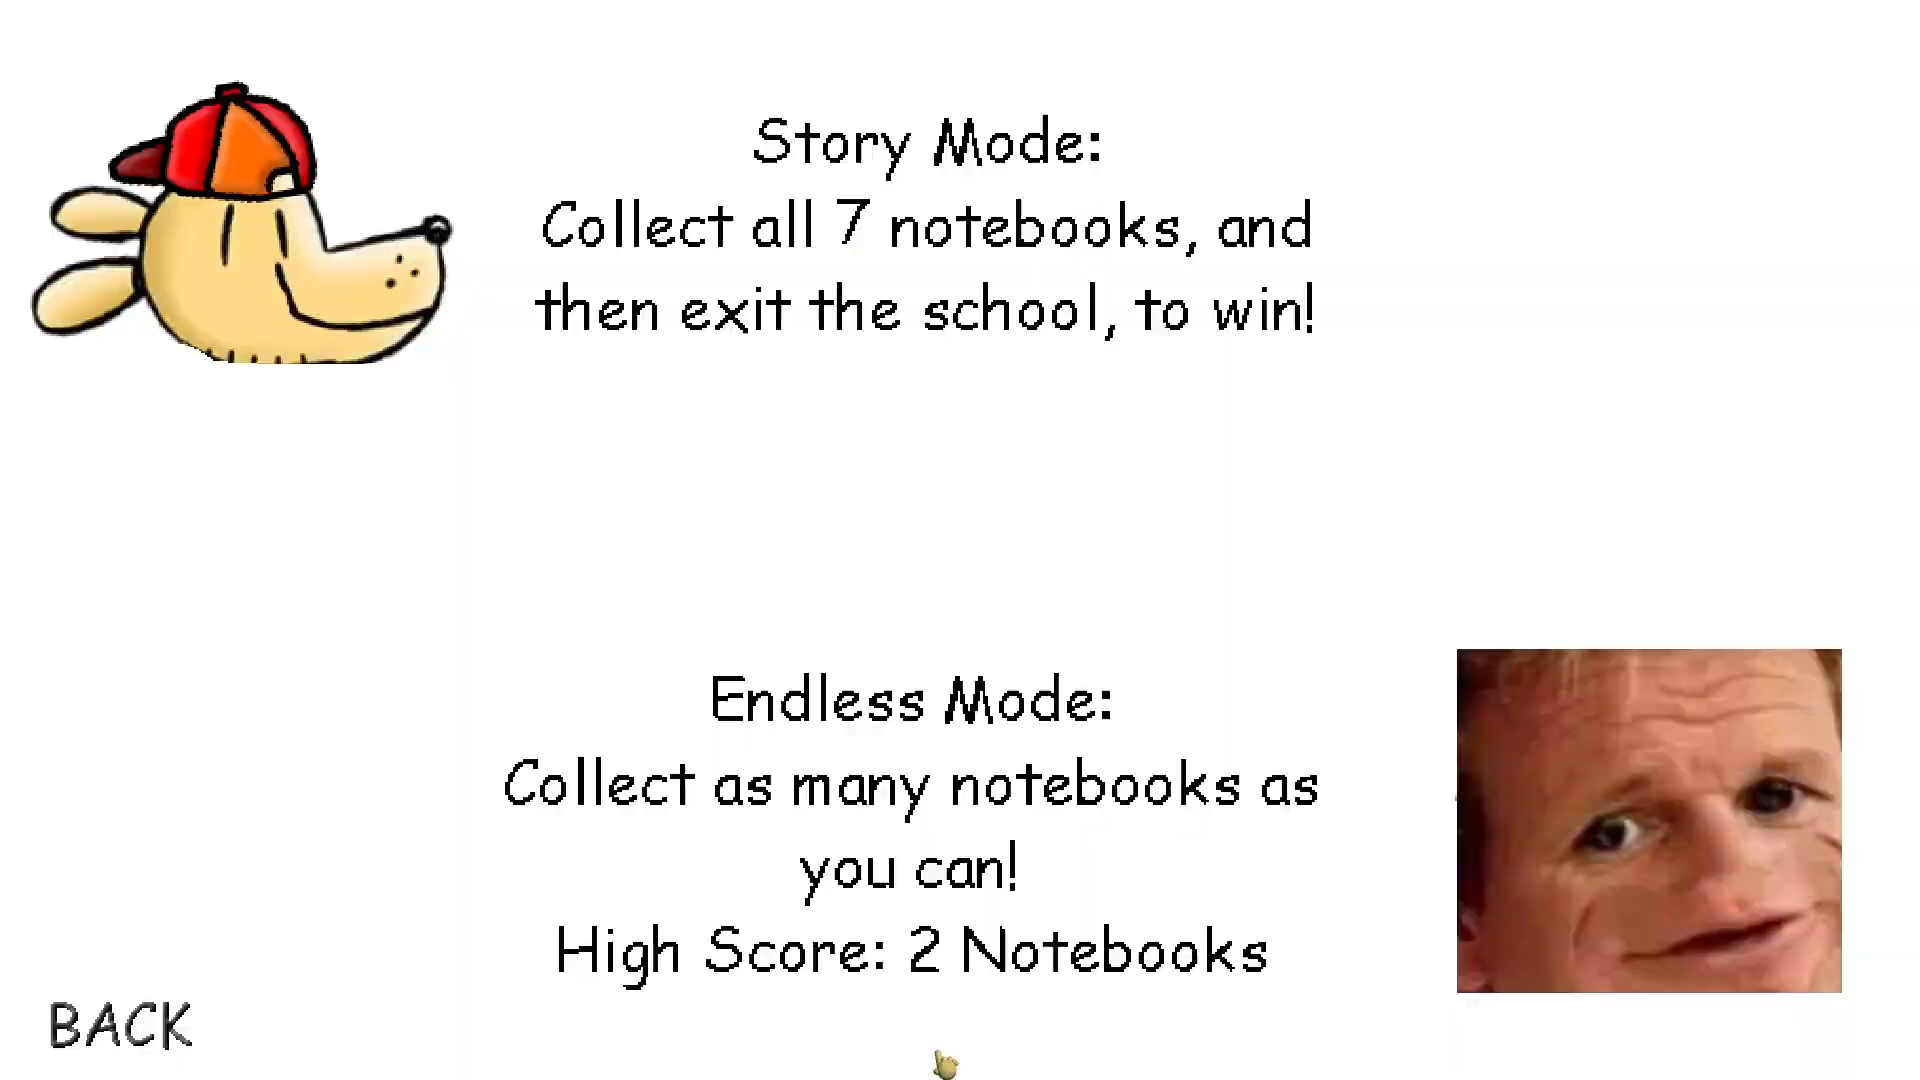 Story Mode:
Collect all 7 notebooks, and
then exit the school, to win!
Endless Mode:
Collect as many notebooks as
you can!
High Score: 2 Notebooks
BACK